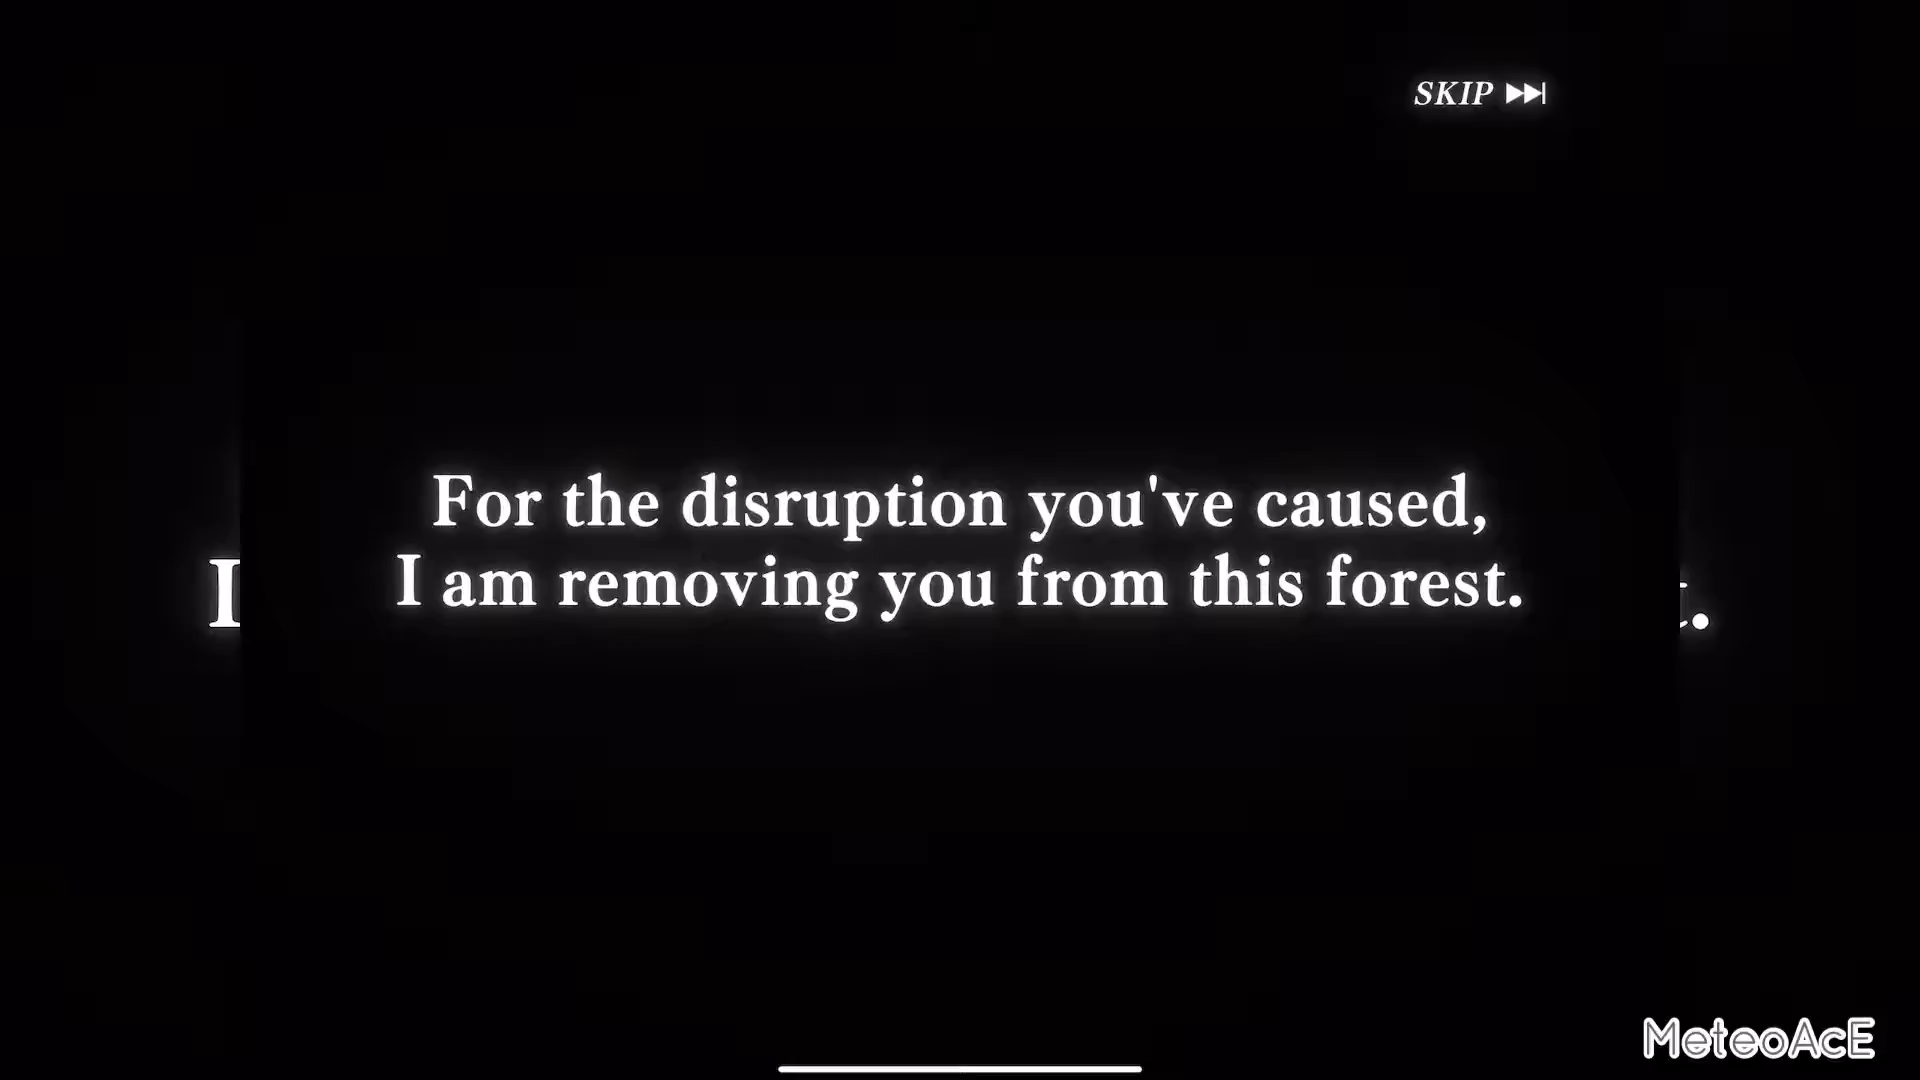 SKIP
For the disruption you've caused,
I am removing you from this forest.
I
.
MeteoAcE